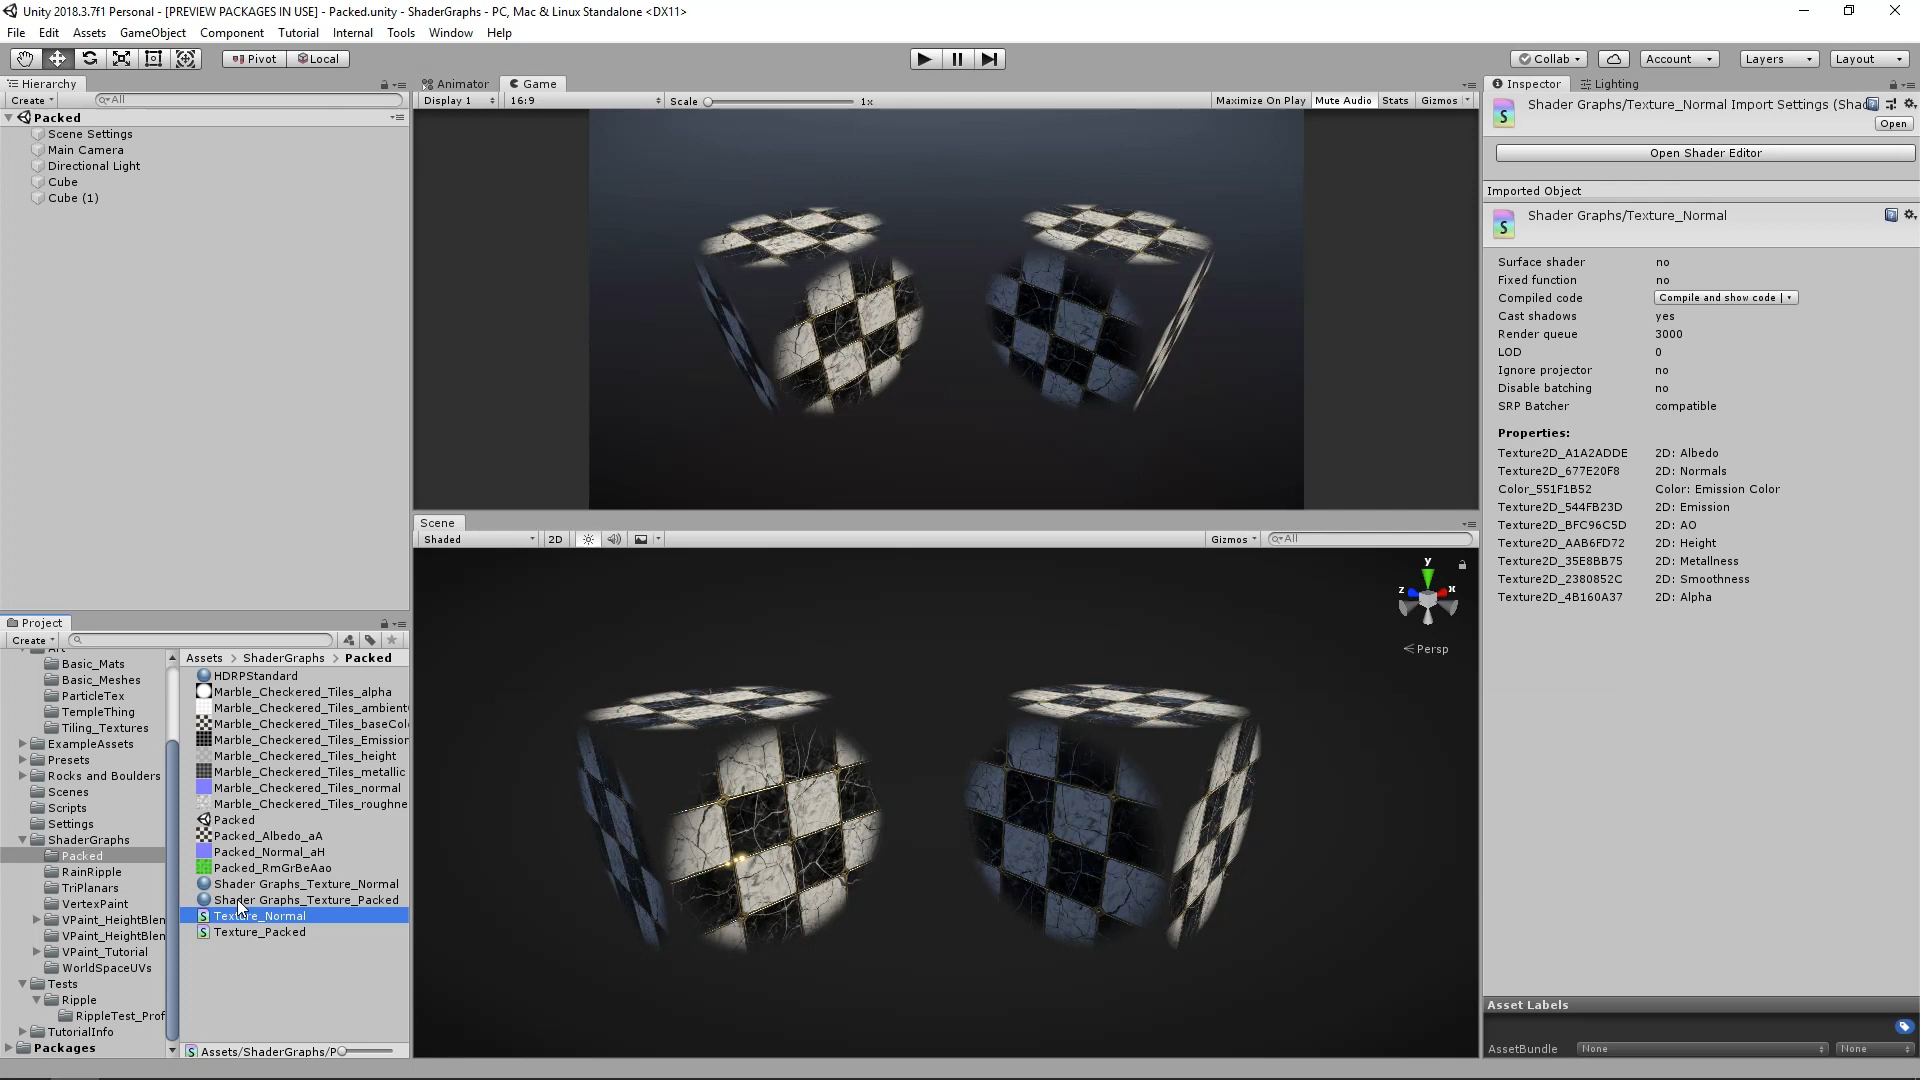 Unity 2018.3.7f1 Personal - [PREVIEW PACKAGES IN USE] - Packed.unity - ShaderGraphs - PC, Mac & Linux Standalone <DX11>
File Edit Assets GameObject Component Tutorial Internal Tools Window Help
Pivot Local Collab Account Layers Layout
Hierarchy
Create All
Packed
Scene Settings
Main Camera
Directional Light
Cube
Cube (1)
Animator Game
Display 1 16:9 Scale 1x Maximize On Play Mute Audio Stats Gizmos
Scene
Shaded 2D Gizmos All
y
z x
Persp
Project
Create
Art
Basic_Mats
Basic_Meshes
ParticleTex
TempleThing
Tiling_Textures
ExampleAssets
Presets
Rocks and Boulders
Scenes
Scripts
Settings
ShaderGraphs
Packed
RainRipple
TriPlanars
VertexPaint
VPaint_HeightBlen
VPaint_HeightBlen
VPaint_Tutorial
WorldSpaceUVs
Tests
Ripple
RippleTest_Prof
TutorialInfo
Packages
Assets > ShaderGraphs > Packed
HDRPStandard
Marble_Checkered_Tiles_alpha
Marble_Checkered_Tiles_ambient
Marble_Checkered_Tiles_baseCol
Marble_Checkered_Tiles_Emission
Marble_Checkered_Tiles_height
Marble_Checkered_Tiles_metallic
Marble_Checkered_Tiles_normal
Marble_Checkered_Tiles_roughne
Packed
Packed_Albedo_aA
Packed_Normal_aH
Packed_RmGrBeAao
Shader Graphs_Texture_Normal
Shader Graphs_Texture_Packed
Texture_Normal
Texture_Packed
Assets/ShaderGraphs/P
Inspector Lighting
Shader Graphs/Texture_Normal Import Settings (Shad
Open
Open Shader Editor
Imported Object
Shader Graphs/Texture_Normal
Surface shader no
Fixed function no
Compiled code Compile and show code
Cast shadows yes
Render queue 3000
LOD 0
Ignore projector no
Disable batching no
SRP Batcher compatible
Properties:
Texture2D_A1A2ADDE 2D: Albedo
Texture2D_677E20F8 2D: Normals
Color_551F1B52 Color: Emission Color
Texture2D_544FB23D 2D: Emission
Texture2D_BFC96C5D 2D: AO
Texture2D_AAB6FD72 2D: Height
Texture2D_35E8BB75 2D: Metallness
Texture2D_2380852C 2D: Smoothness
Texture2D_4B160A37 2D: Alpha
Asset Labels
AssetBundle None None